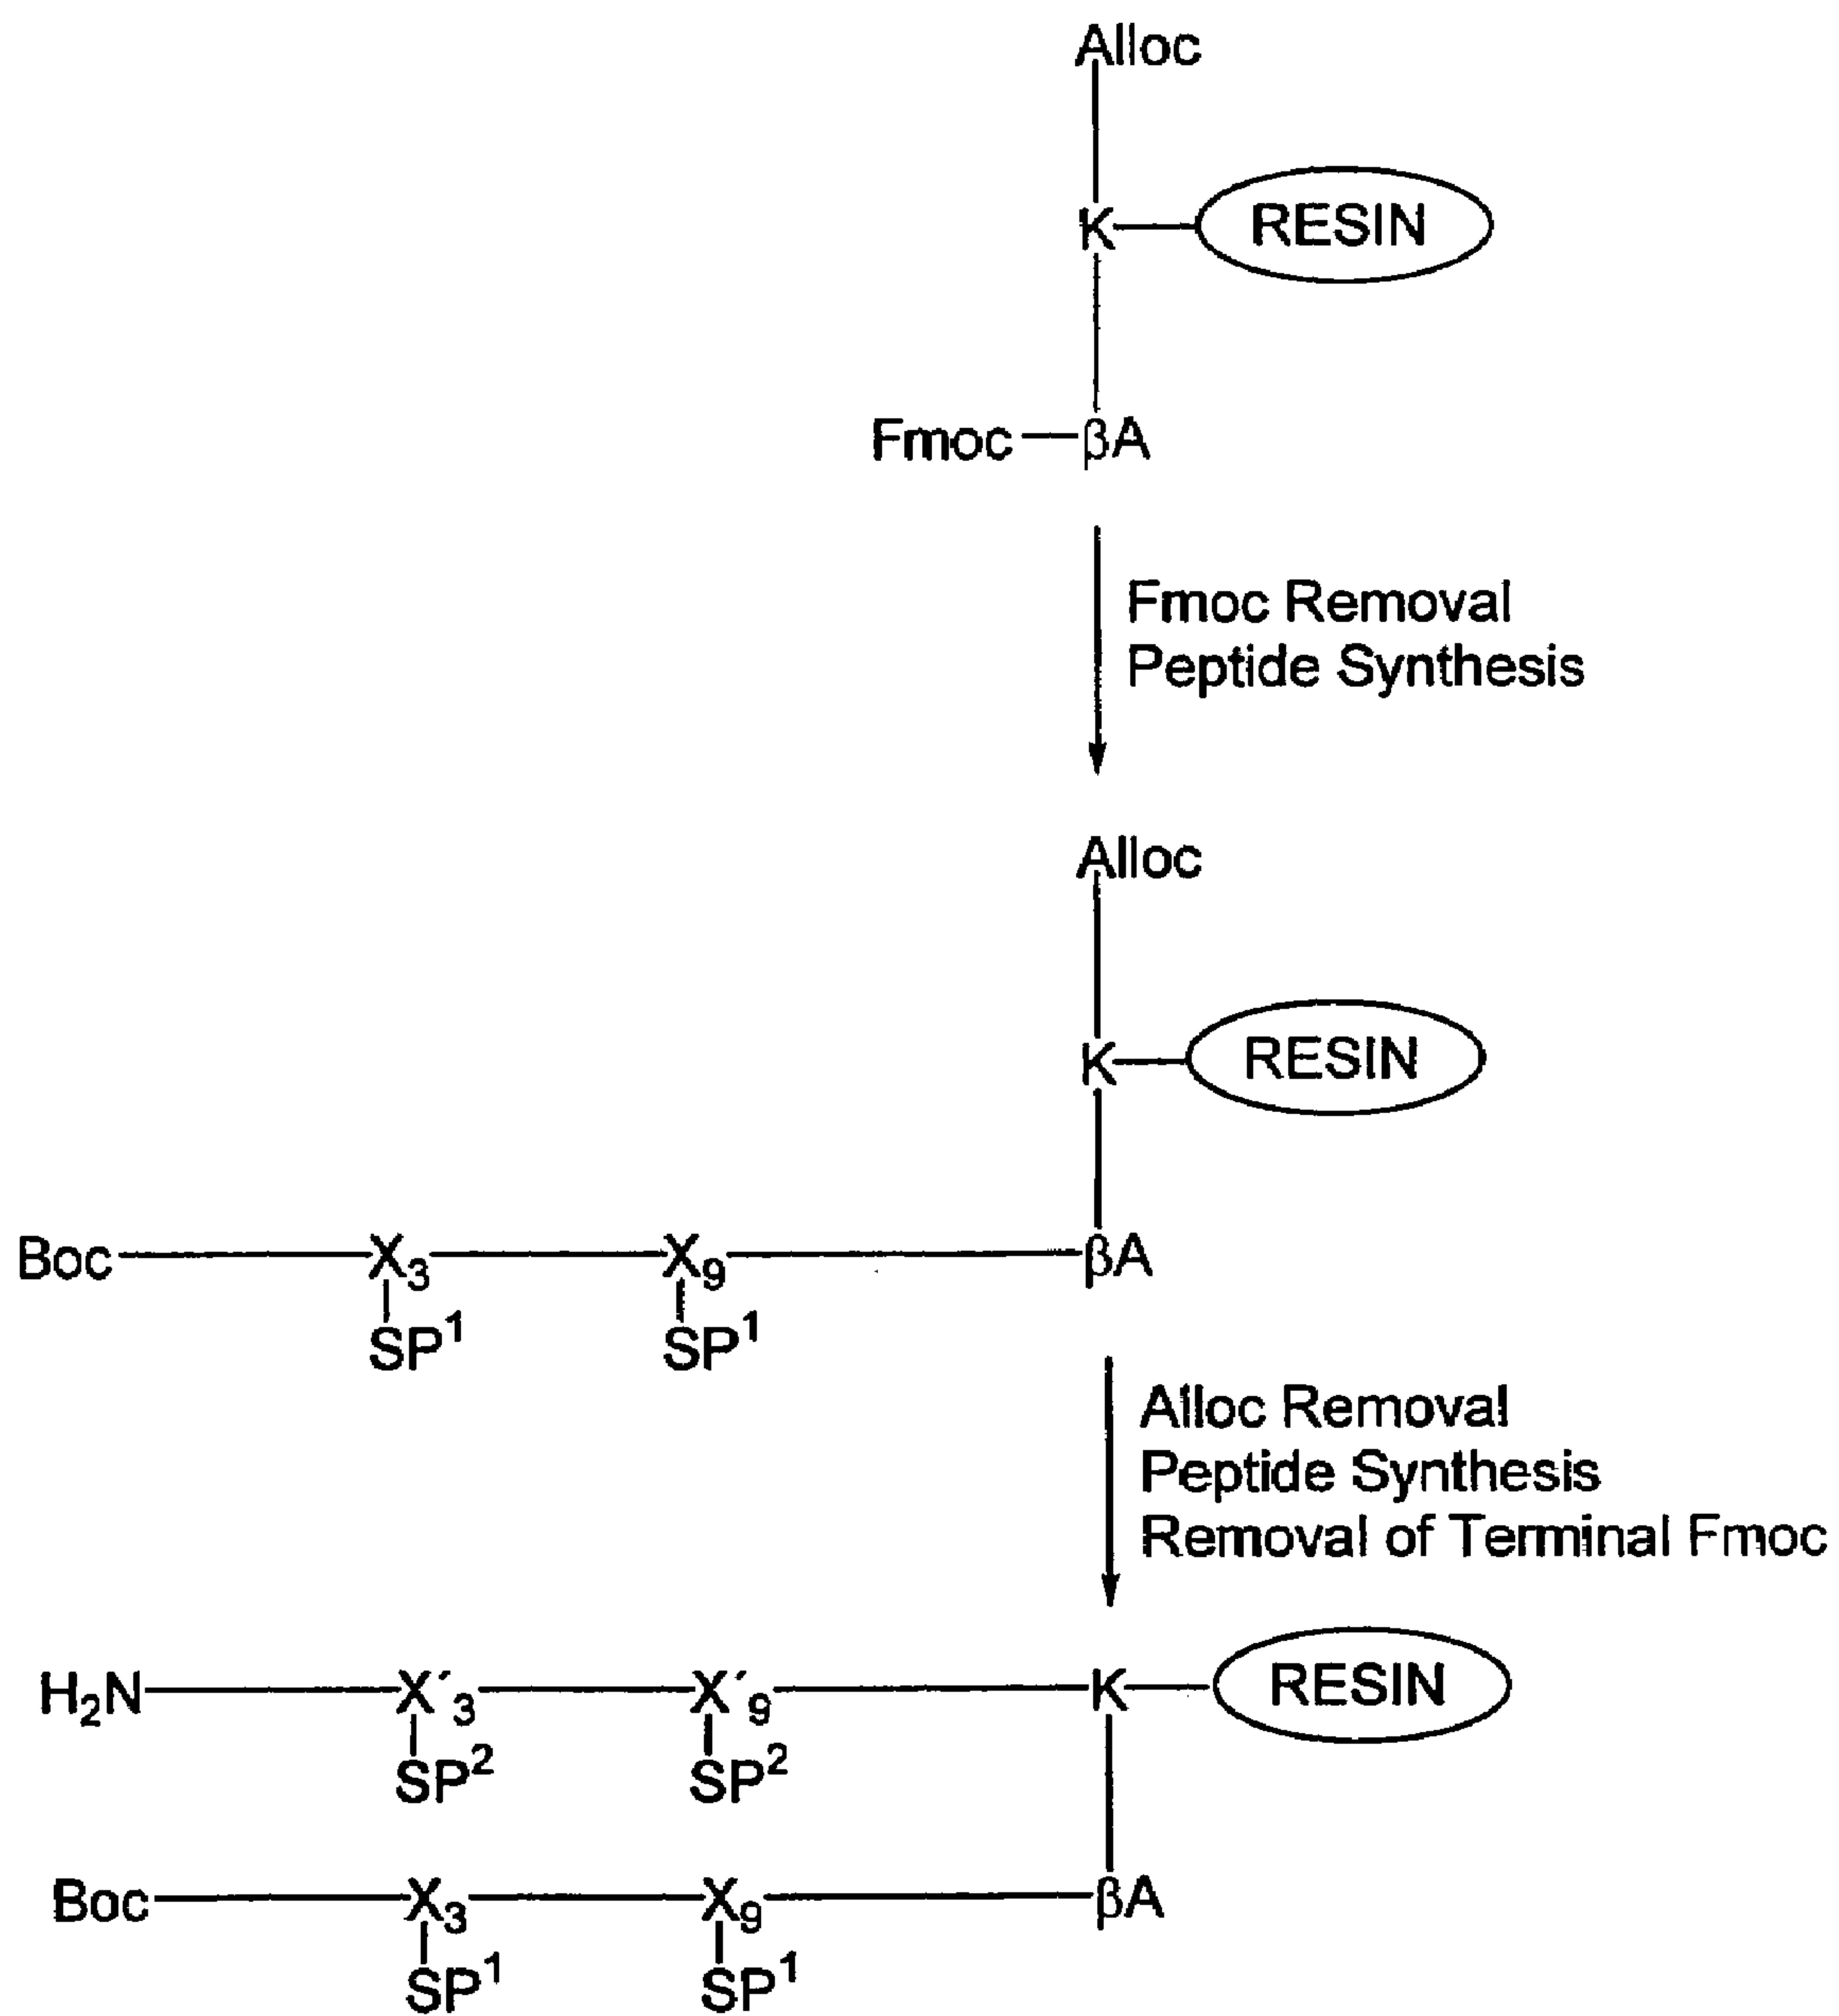 Alloc
K RESIN
Fmoc βA
Fmoc Removal
Peptide Synthesis
Alloc
K RESIN
Boc X₃ X₉ βA
SP¹ SP¹
Alloc Removal
Peptide Synthesis
Removal of Terminal Fmoc
H₂N X´₃ X´₉ K RESIN
SP² SP²
Boc X₃ X₉ βA
SP¹ SP¹